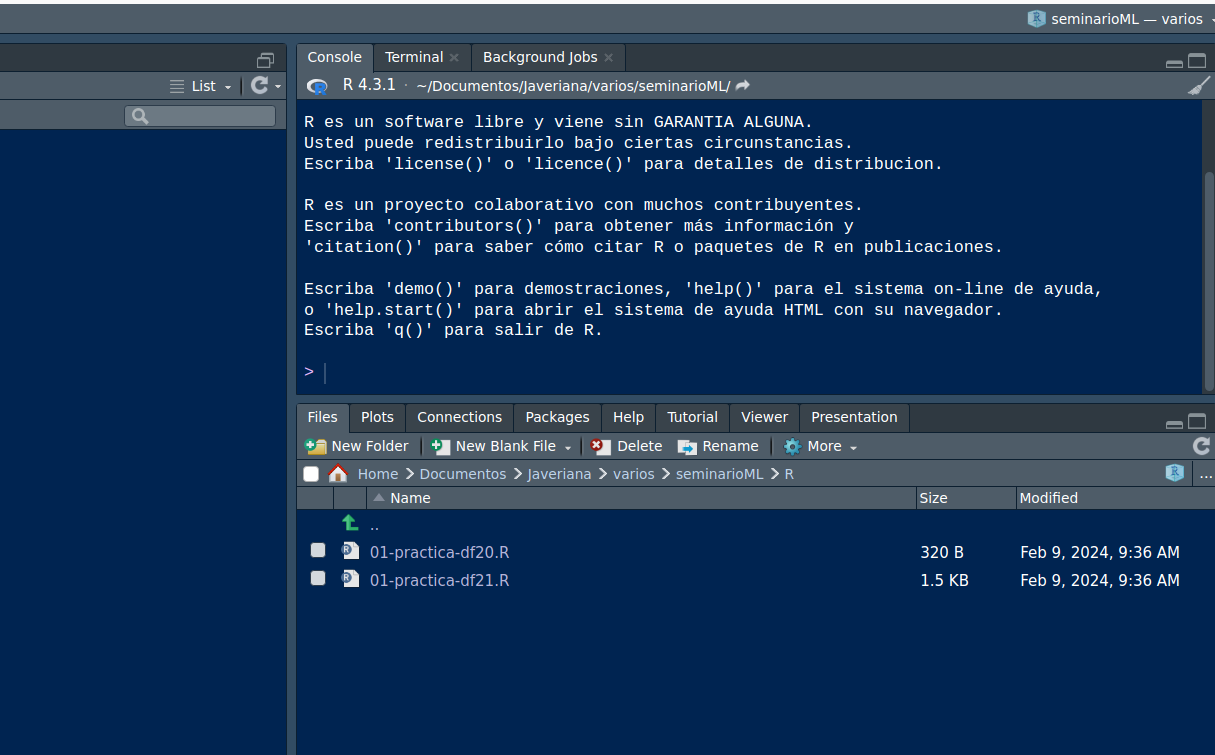 seminarioML — varios
List
Console Terminal Background Jobs
R 4.3.1 · ~/Documentos/Javeriana/varios/seminarioML/
R es un software libre y viene sin GARANTIA ALGUNA.
Usted puede redistribuirlo bajo ciertas circunstancias.
Escriba 'license()' o 'licence()' para detalles de distribucion.
R es un proyecto colaborativo con muchos contribuyentes.
Escriba 'contributors()' para obtener más información y
'citation()' para saber cómo citar R o paquetes de R en publicaciones.
Escriba 'demo()' para demostraciones, 'help()' para el sistema on-line de ayuda,
o 'help.start()' para abrir el sistema de ayuda HTML con su navegador.
Escriba 'q()' para salir de R.
>
Files Plots Connections Packages Help Tutorial Viewer Presentation
New Folder New Blank File Delete Rename More
Home > Documentos > Javeriana > varios > seminarioML > R ...
Name Size Modified
..
01-practica-df20.R 320 B Feb 9, 2024, 9:36 AM
01-practica-df21.R 1.5 KB Feb 9, 2024, 9:36 AM